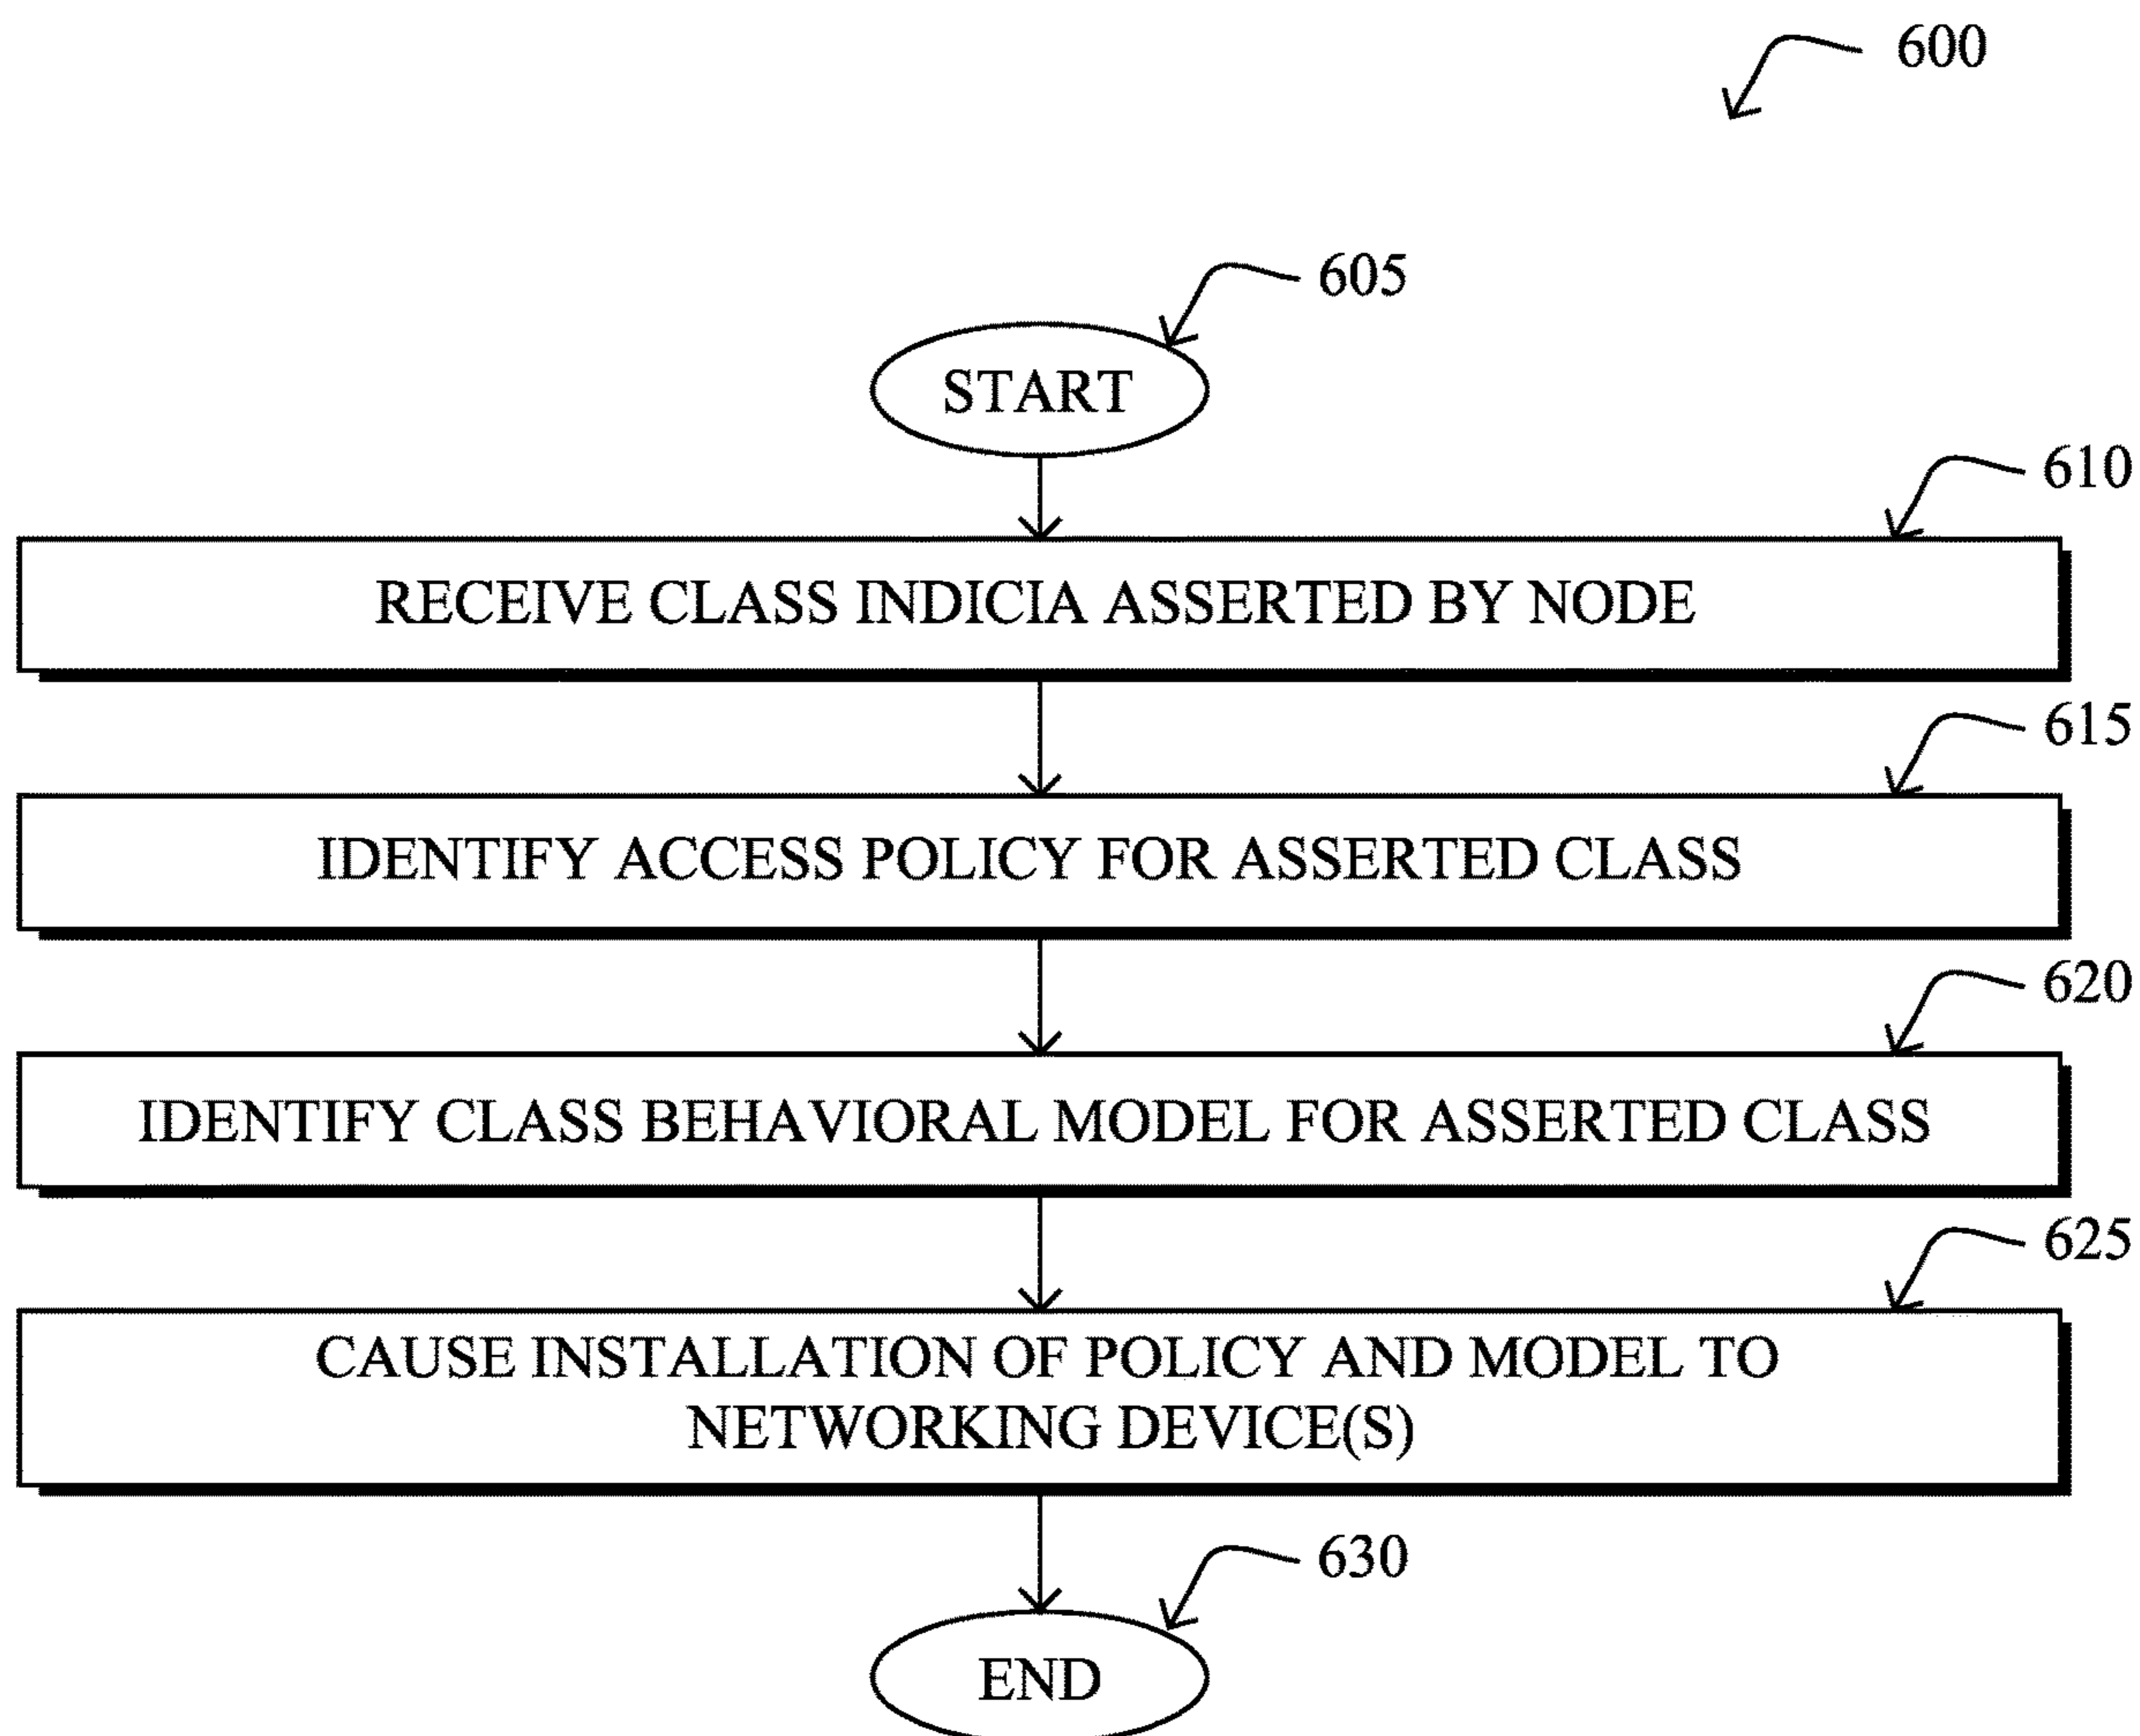 600
605
START
610
RECEIVE CLASS INDICIA ASSERTED BY NODE
615
IDENTIFY ACCESS POLICY FOR ASSERTED CLASS
620
IDENTIFY CLASS BEHAVIORAL MODEL FOR ASSERTED CLASS
625
CAUSE INSTALLATION OF POLICY AND MODEL TO
NETWORKING DEVICE(S)
630
END